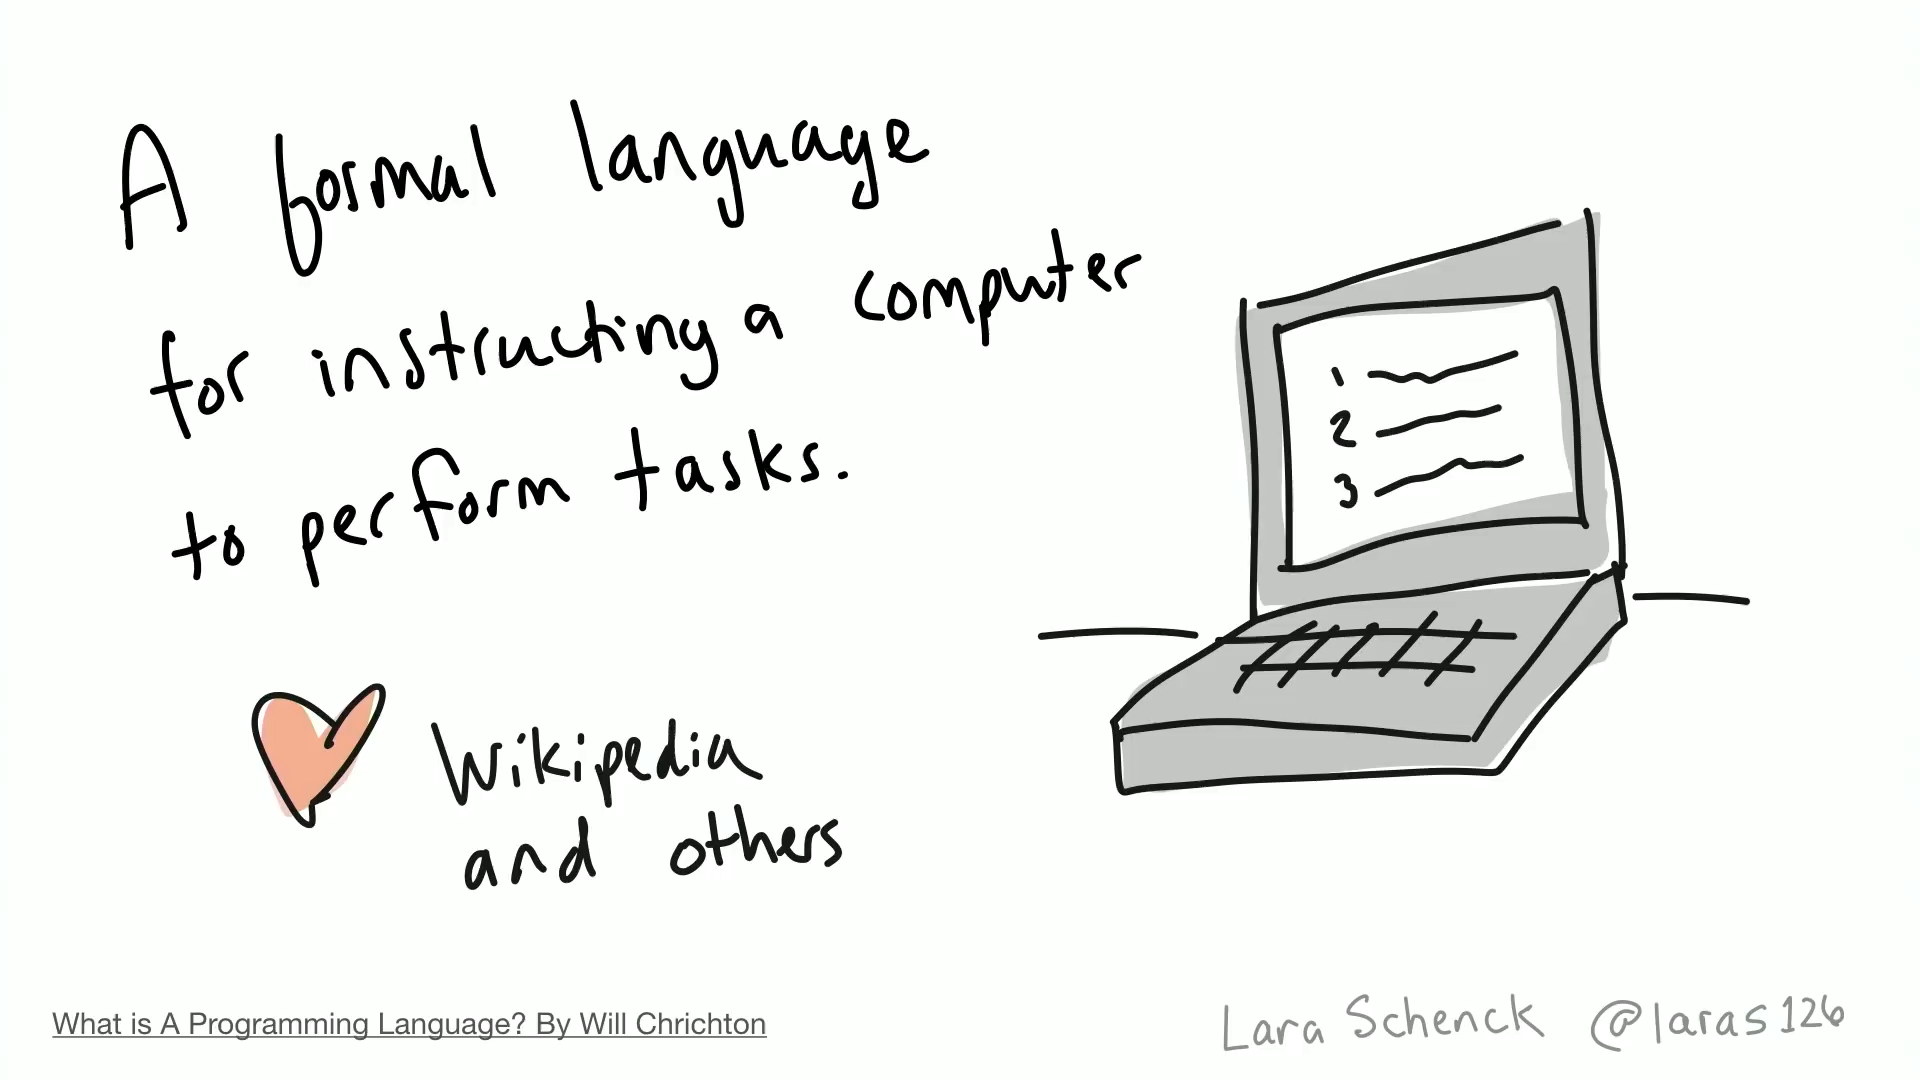 A formal language
for instructing a computer
to perform tasks.
1
2
3
Wikipedia
and others
What is A Programming Language? By Will Chrichton
Lara Schenck @laras126